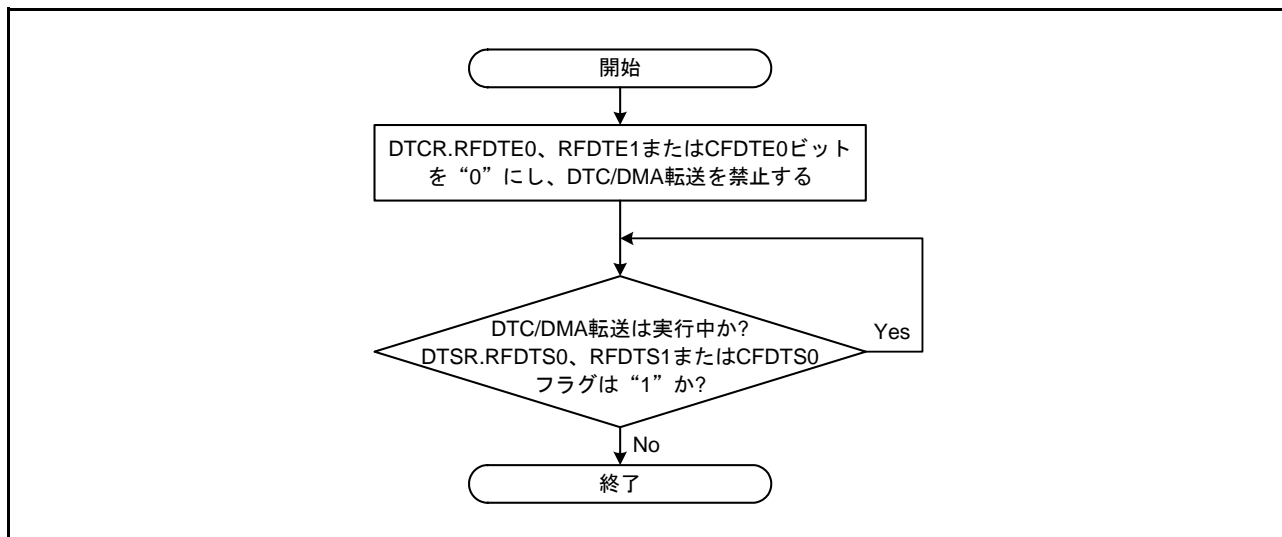 開始
DTCR.RFDTE0、RFDTE1またはCFDTE0ビット
を“0”にし、DTC/DMA転送を禁止する
DTC/DMA転送は実行中か?
DTSR.RFDTS0、RFDTS1またはCFDTS0
フラグは“1”か?
Yes
No
終了